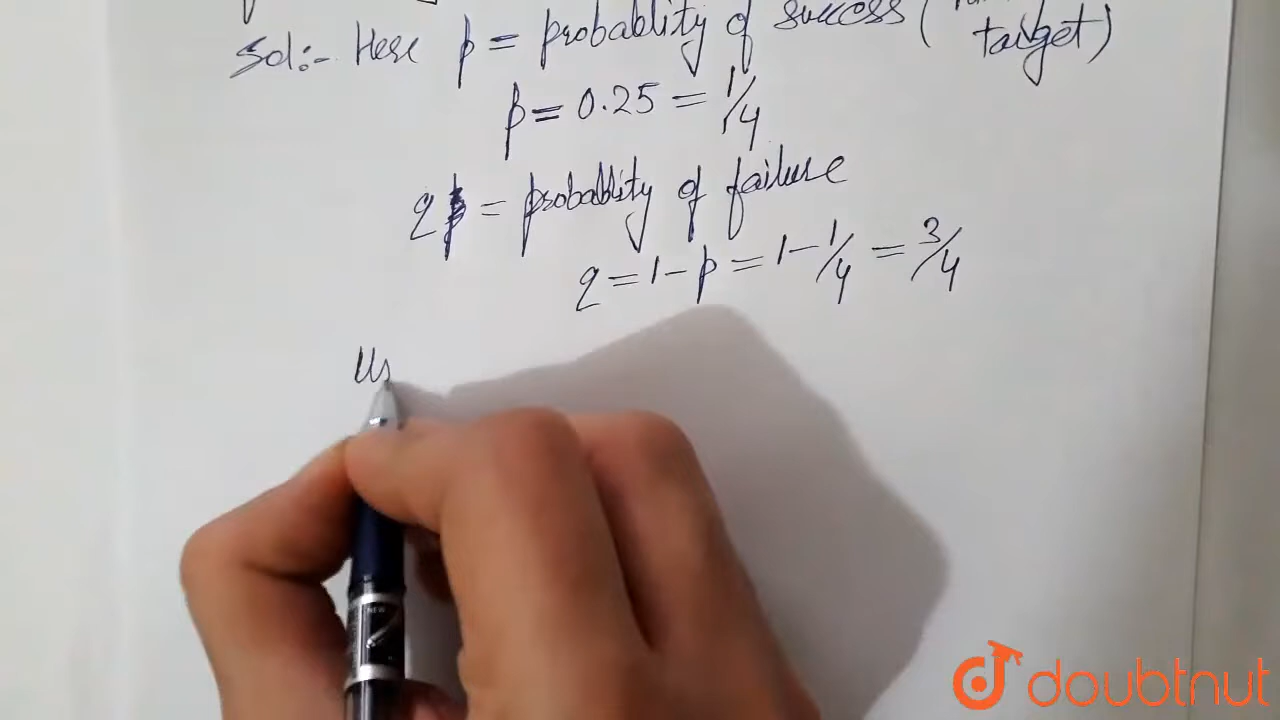 Sol:- Here p = probablity of success (
target)
p = 0.25 = 1/4
q = probablity of failure
q = 1 - p = 1 - 1/4 = 3/4
Us
NEW
doubtnut